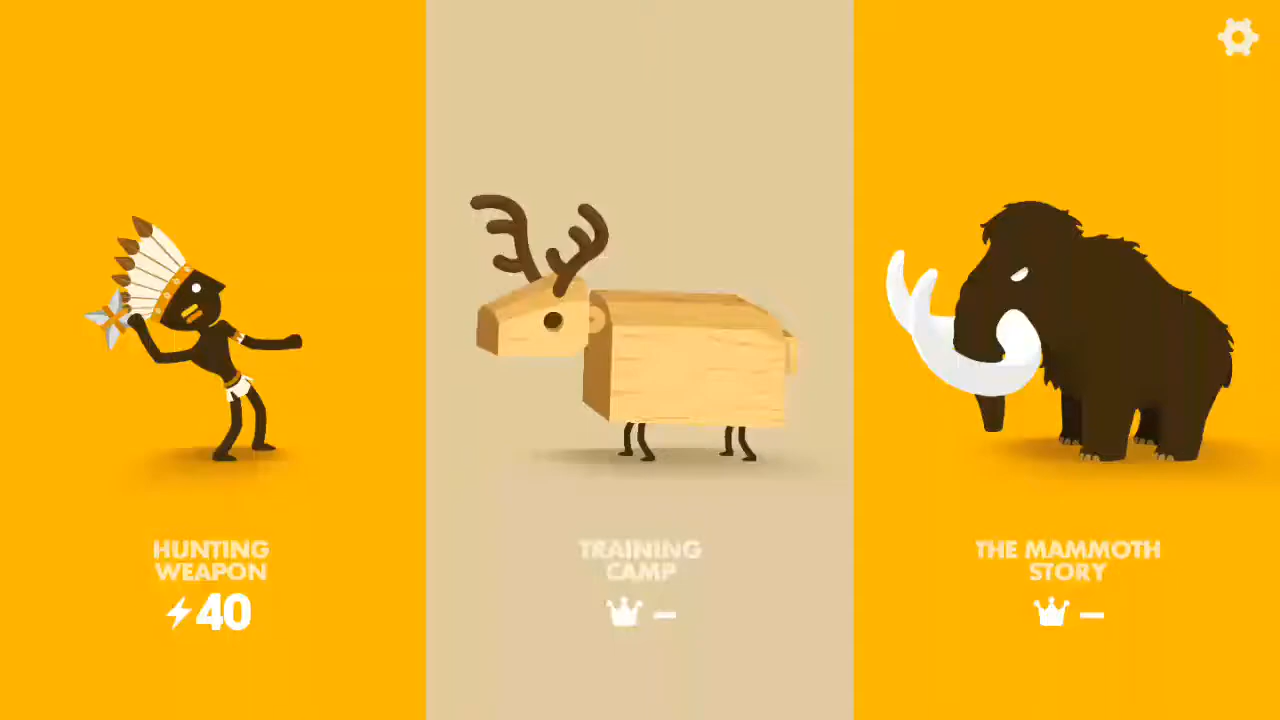 HUNTING
WEAPON
40
TRAINING
CAMP
–
THE MAMMOTH
STORY
–